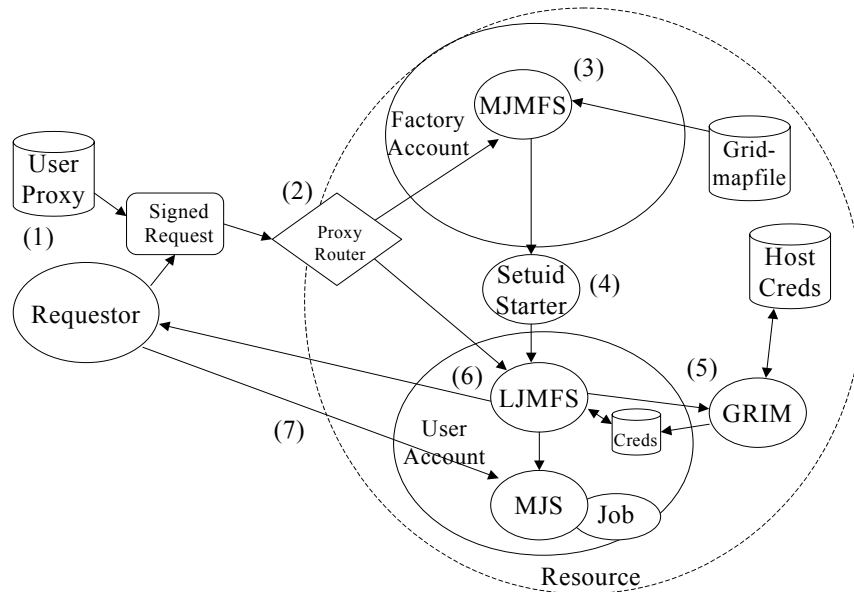 (3)
MJMFS
Factory
Account
Grid-
mapfile
User
Proxy
(1)
(2)
Signed
Request
Proxy
Router
Host
Creds
Setuid
Starter
(4)
Requestor
(5)
(6)
LJMFS
GRIM
Creds
(7)
User
Account
MJS
Job
Resource